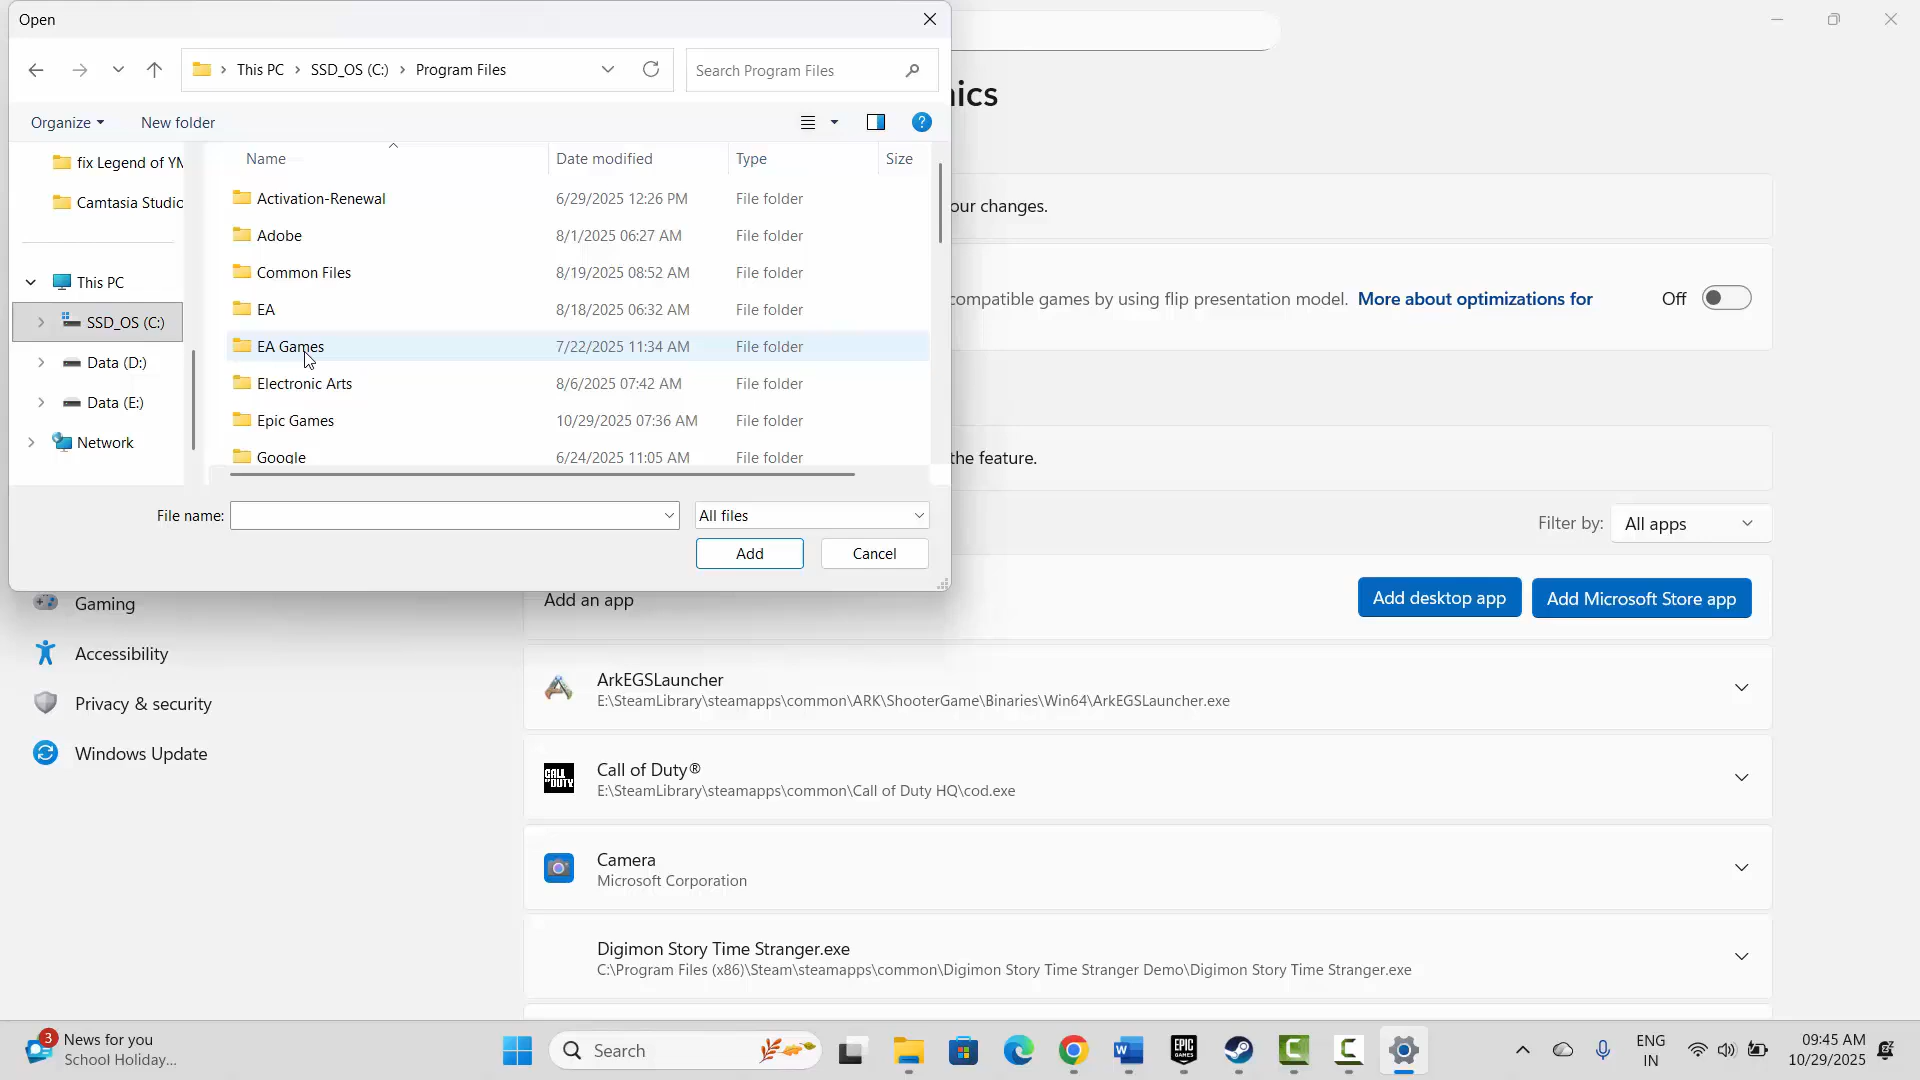 Open
This PC > SSD_OS (C:) > Program Files
Search Program Files
Organize
New folder
Name
Date modified
Type
Size
fix Legend of YM
Camtasia Studio
This PC
SSD_OS (C:)
Data (D:)
Data (E:)
Network
Activation-Renewal 6/29/2025 12:26 PM File folder
Adobe 8/1/2025 06:27 AM File folder
Common Files 8/19/2025 08:52 AM File folder
EA 8/18/2025 06:32 AM File folder
EA Games 7/22/2025 11:34 AM File folder
Electronic Arts 8/6/2025 07:42 AM File folder
Epic Games 10/29/2025 07:36 AM File folder
Google 6/24/2025 11:05 AM File folder
File name:
All files
Add
Cancel
ics
our changes.
compatible games by using flip presentation model. More about optimizations for
Off
the feature.
Filter by: All apps
Add an app
Add desktop app
Add Microsoft Store app
ArkEGSLauncher
E:\SteamLibrary\steamapps\common\ARK\ShooterGame\Binaries\Win64\ArkEGSLauncher.exe
CALL OF DUTY
Call of Duty®
E:\SteamLibrary\steamapps\common\Call of Duty HQ\cod.exe
Camera
Microsoft Corporation
Digimon Story Time Stranger.exe
C:\Program Files (x86)\Steam\steamapps\common\Digimon Story Time Stranger Demo\Digimon Story Time Stranger.exe
Gaming
Accessibility
Privacy & security
Windows Update
3
News for you
School Holiday...
Search
EPIC GAMES
ENG
IN
09:45 AM
10/29/2025